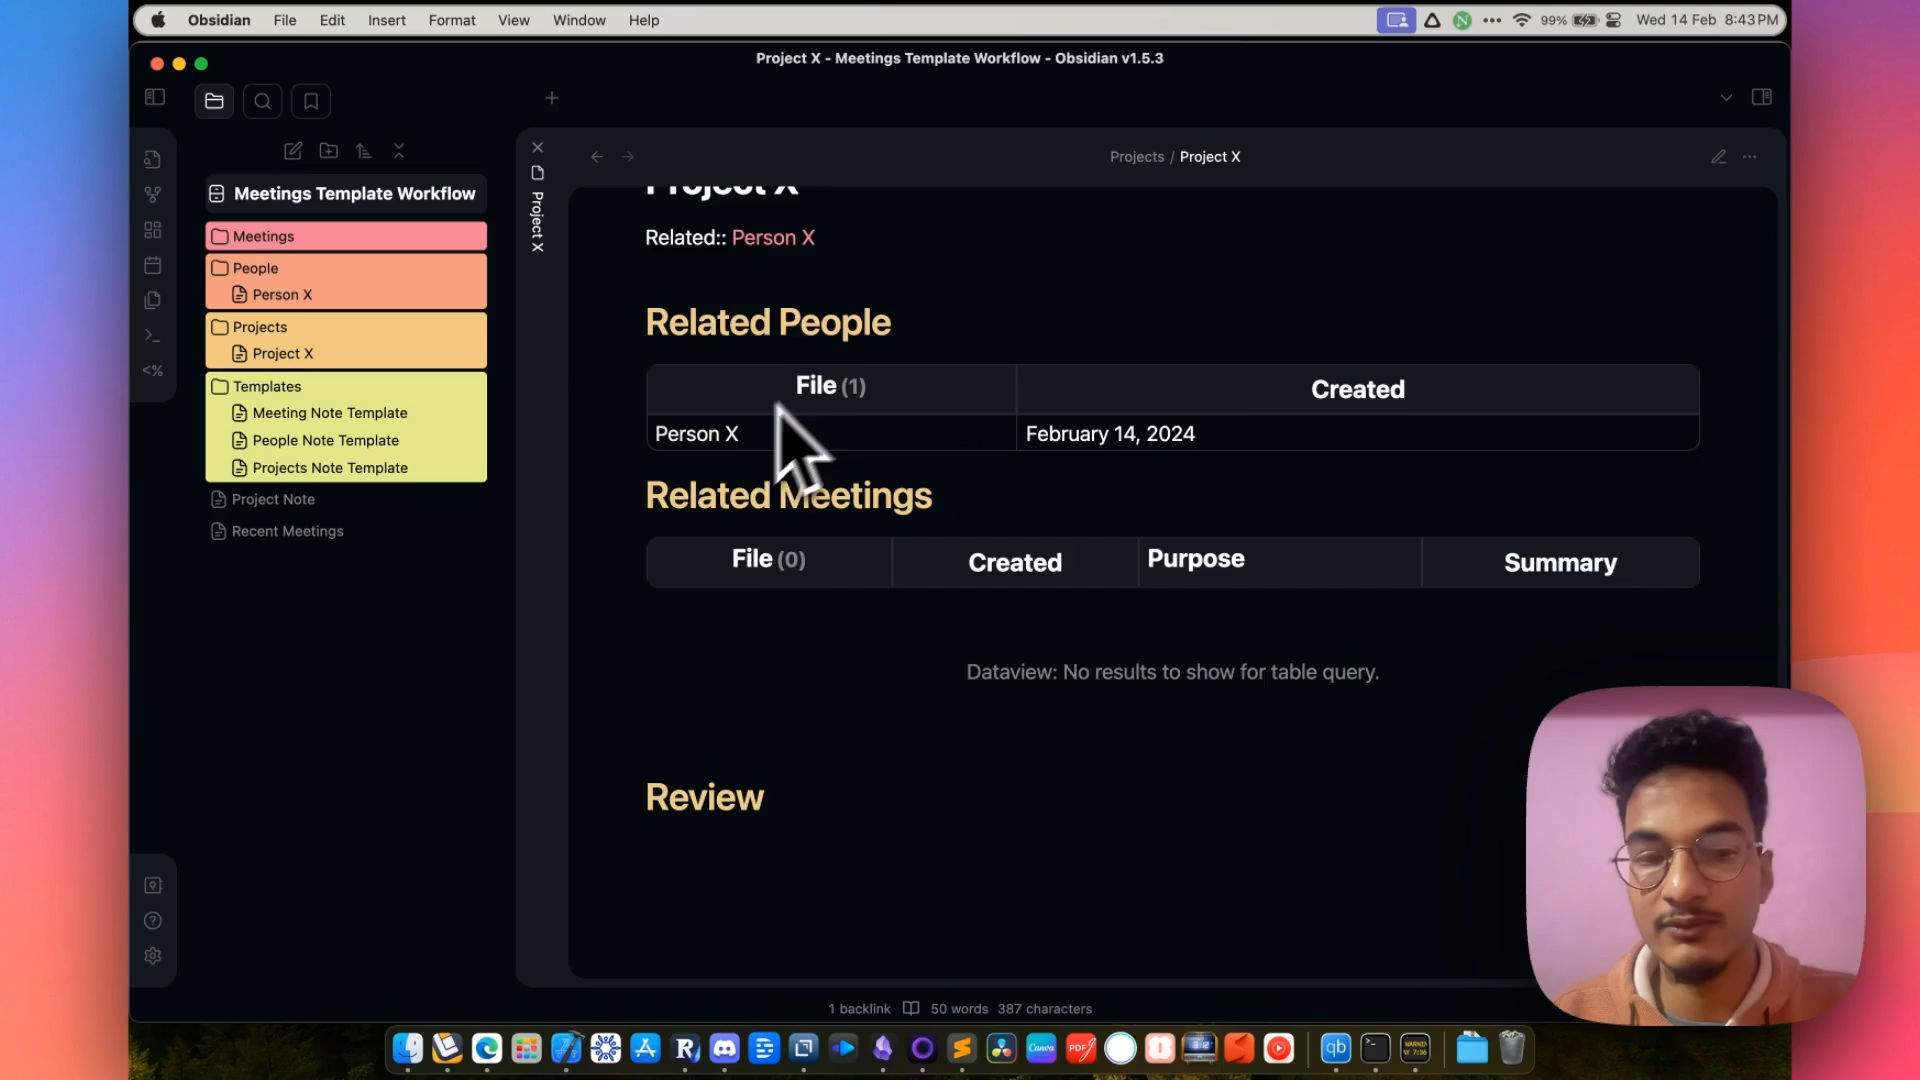 Obsidian File Edit Insert Format View Window Help
99% Wed 14 Feb 8:43 PM
Project X - Meetings Template Workflow - Obsidian v1.5.3
Projects / Project X
Meetings Template Workflow
Meetings
People
Person X
Projects
Project X
Templates
Meeting Note Template
People Note Template
Projects Note Template
Project Note
Recent Meetings
Project X
Project X
Related:: Person X
Related People
File (1) Created
Person X February 14, 2024
Related Meetings
File (0) Created Purpose Summary
Dataview: No results to show for table query.
Review
1 backlink 50 words 387 characters
Canva
PDF
qb